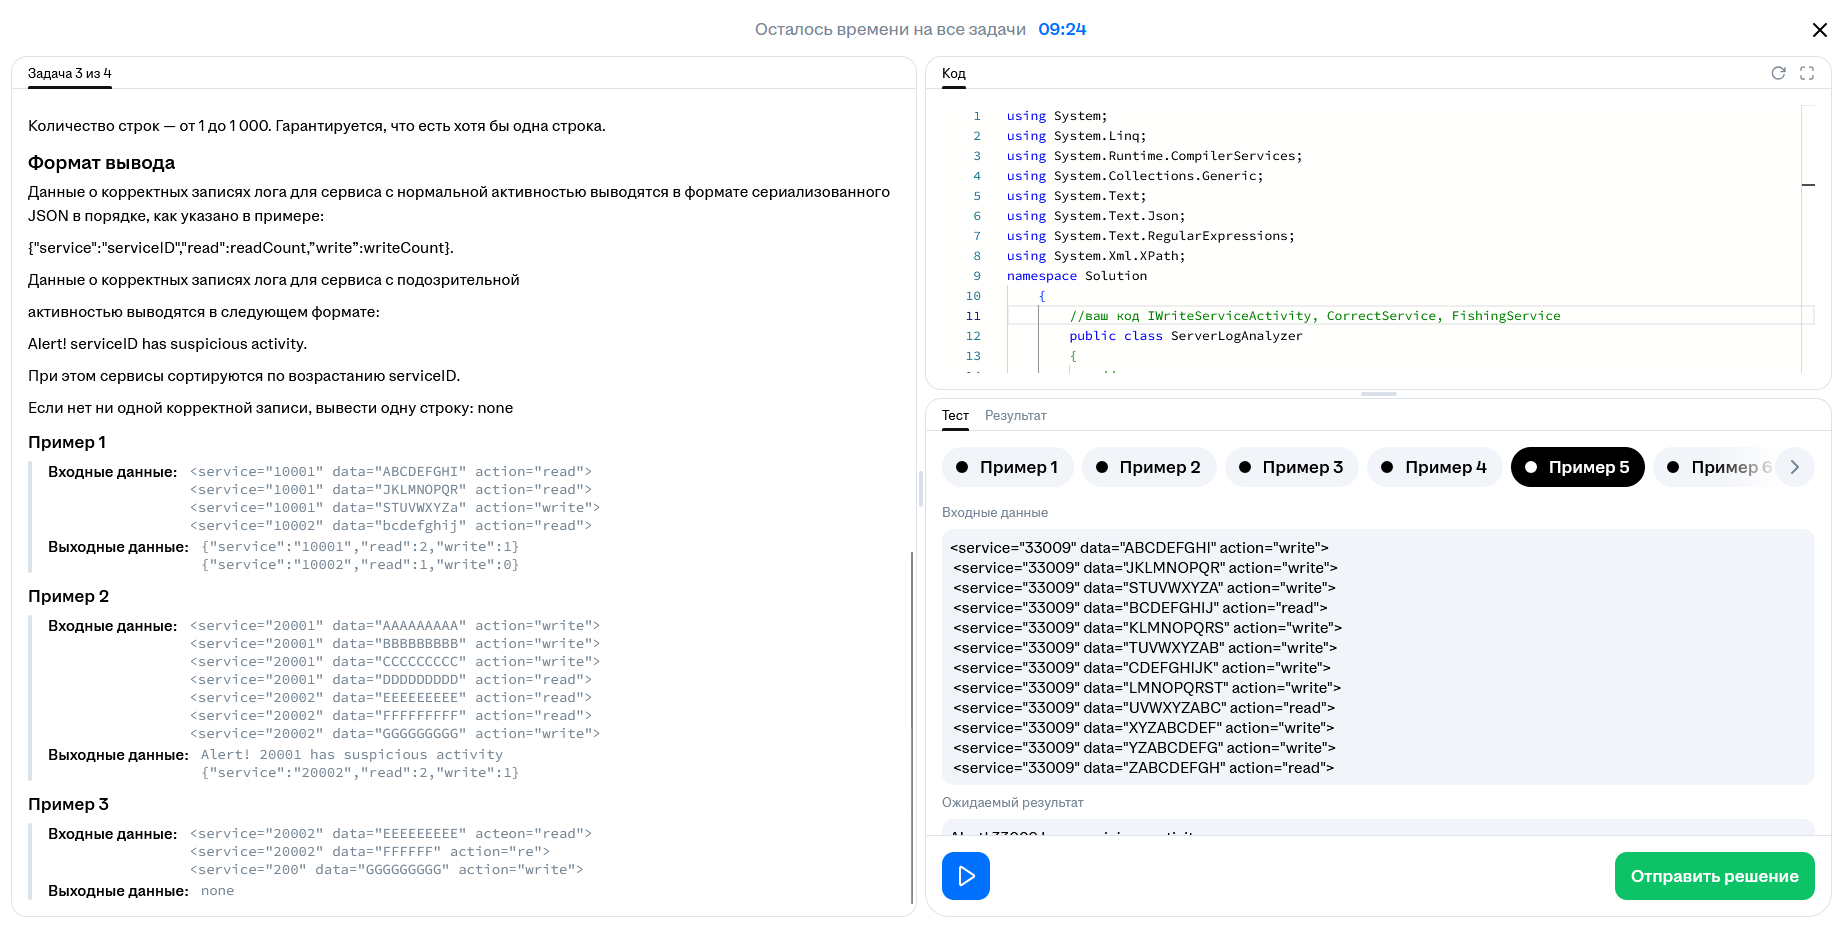 Осталось времени на все задачи 09:24
Задача 3 из 4
Количество строк — от 1 до 1 000. Гарантируется, что есть хотя бы одна строка.
Формат вывода
Данные о корректных записях лога для сервиса с нормальной активностью выводятся в формате сериализованного
JSON в порядке, как указано в примере:
{"service":"serviceID","read":readCount,”write”:writeCount}.
Данные о корректных записях лога для сервиса с подозрительной
активностью выводятся в следующем формате:
Alert! serviceID has suspicious activity.
При этом сервисы сортируются по возрастанию serviceID.
Если нет ни одной корректной записи, вывести одну строку: none
Пример 1
Входные данные: <service="10001" data="ABCDEFGHI" action="read">
<service="10001" data="JKLMNOPQR" action="read">
<service="10001" data="STUVWXYZa" action="write">
<service="10002" data="bcdefghij" action="read">
Выходные данные: {"service":"10001","read":2,"write":1}
{"service":"10002","read":1,"write":0}
Пример 2
Входные данные: <service="20001" data="AAAAAAAAA" action="write">
<service="20001" data="BBBBBBBBB" action="write">
<service="20001" data="CCCCCCCCC" action="write">
<service="20001" data="DDDDDDDDD" action="read">
<service="20002" data="EEEEEEEEE" action="read">
<service="20002" data="FFFFFFFFF" action="read">
<service="20002" data="GGGGGGGGG" action="write">
Выходные данные: Alert! 20001 has suspicious activity
{"service":"20002","read":2,"write":1}
Пример 3
Входные данные: <service="20002" data="EEEEEEEEE" acteon="read">
<service="20002" data="FFFFFF" action="re">
<service="200" data="GGGGGGGGG" action="write">
Выходные данные: none
Код
1 using System;
2 using System.Linq;
3 using System.Runtime.CompilerServices;
4 using System.Collections.Generic;
5 using System.Text;
6 using System.Text.Json;
7 using System.Text.RegularExpressions;
8 using System.Xml.XPath;
9 namespace Solution
10 {
11 //ваш код IWriteServiceActivity, CorrectService, FishingService
12 public class ServerLogAnalyzer
13 {
Тест Результат
Пример 1 Пример 2 Пример 3 Пример 4 Пример 5 Пример 6
Входные данные
<service="33009" data="ABCDEFGHI" action="write">
<service="33009" data="JKLMNOPQR" action="write">
<service="33009" data="STUVWXYZA" action="write">
<service="33009" data="BCDEFGHIJ" action="read">
<service="33009" data="KLMNOPQRS" action="write">
<service="33009" data="TUVWXYZAB" action="write">
<service="33009" data="CDEFGHIJK" action="write">
<service="33009" data="LMNOPQRST" action="write">
<service="33009" data="UVWXYZABC" action="read">
<service="33009" data="XYZABCDEF" action="write">
<service="33009" data="YZABCDEFG" action="write">
<service="33009" data="ZABCDEFGH" action="read">
Ожидаемый результат
Отправить решение